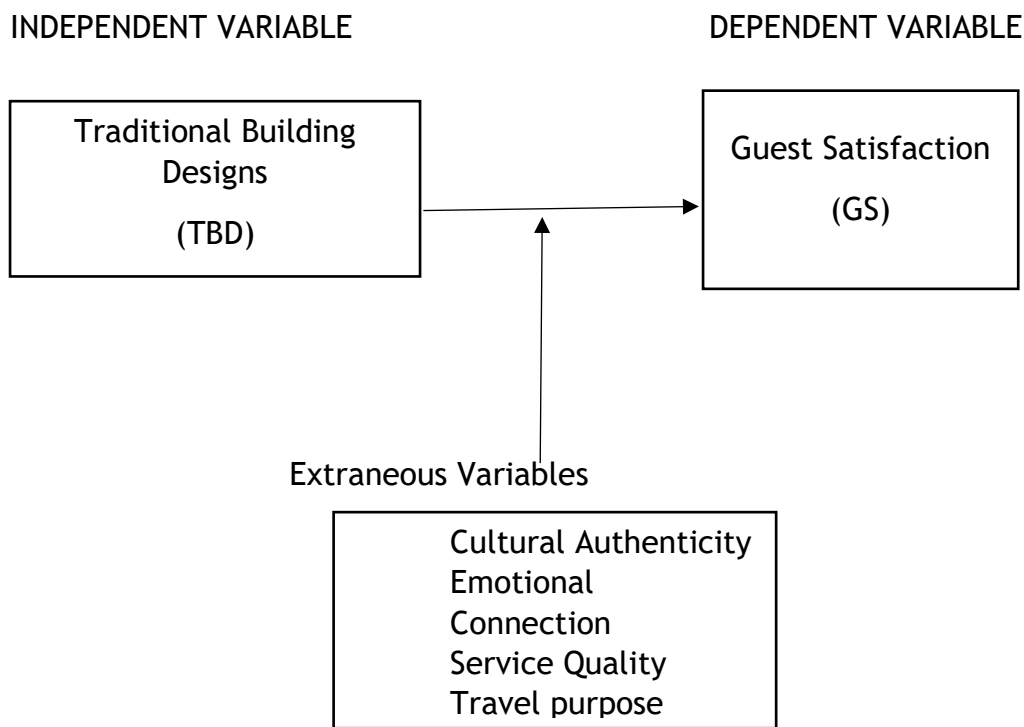 INDEPENDENT VARIABLE
DEPENDENT VARIABLE
Traditional Building
Designs
(TBD)
Guest Satisfaction
(GS)
Extraneous Variables
Cultural Authenticity
Emotional
Connection
Service Quality
Travel purpose